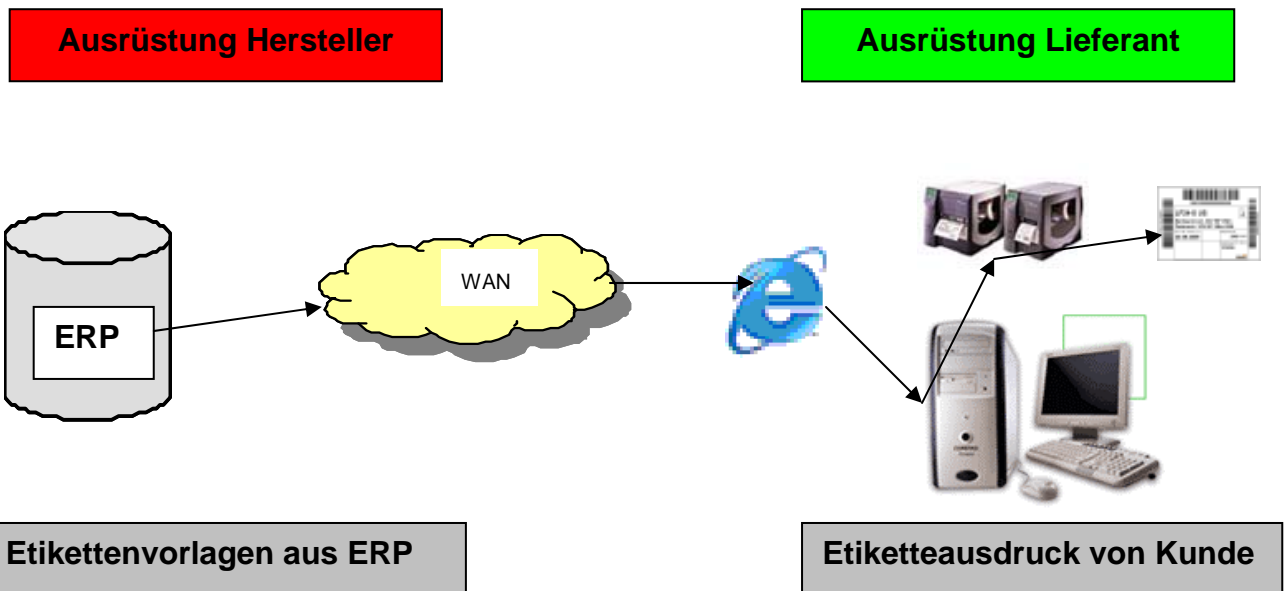 Ausrüstung Hersteller
Ausrüstung Lieferant
WAN
ERP
Etikettenvorlagen aus ERP
Etiketteausdruck von Kunde